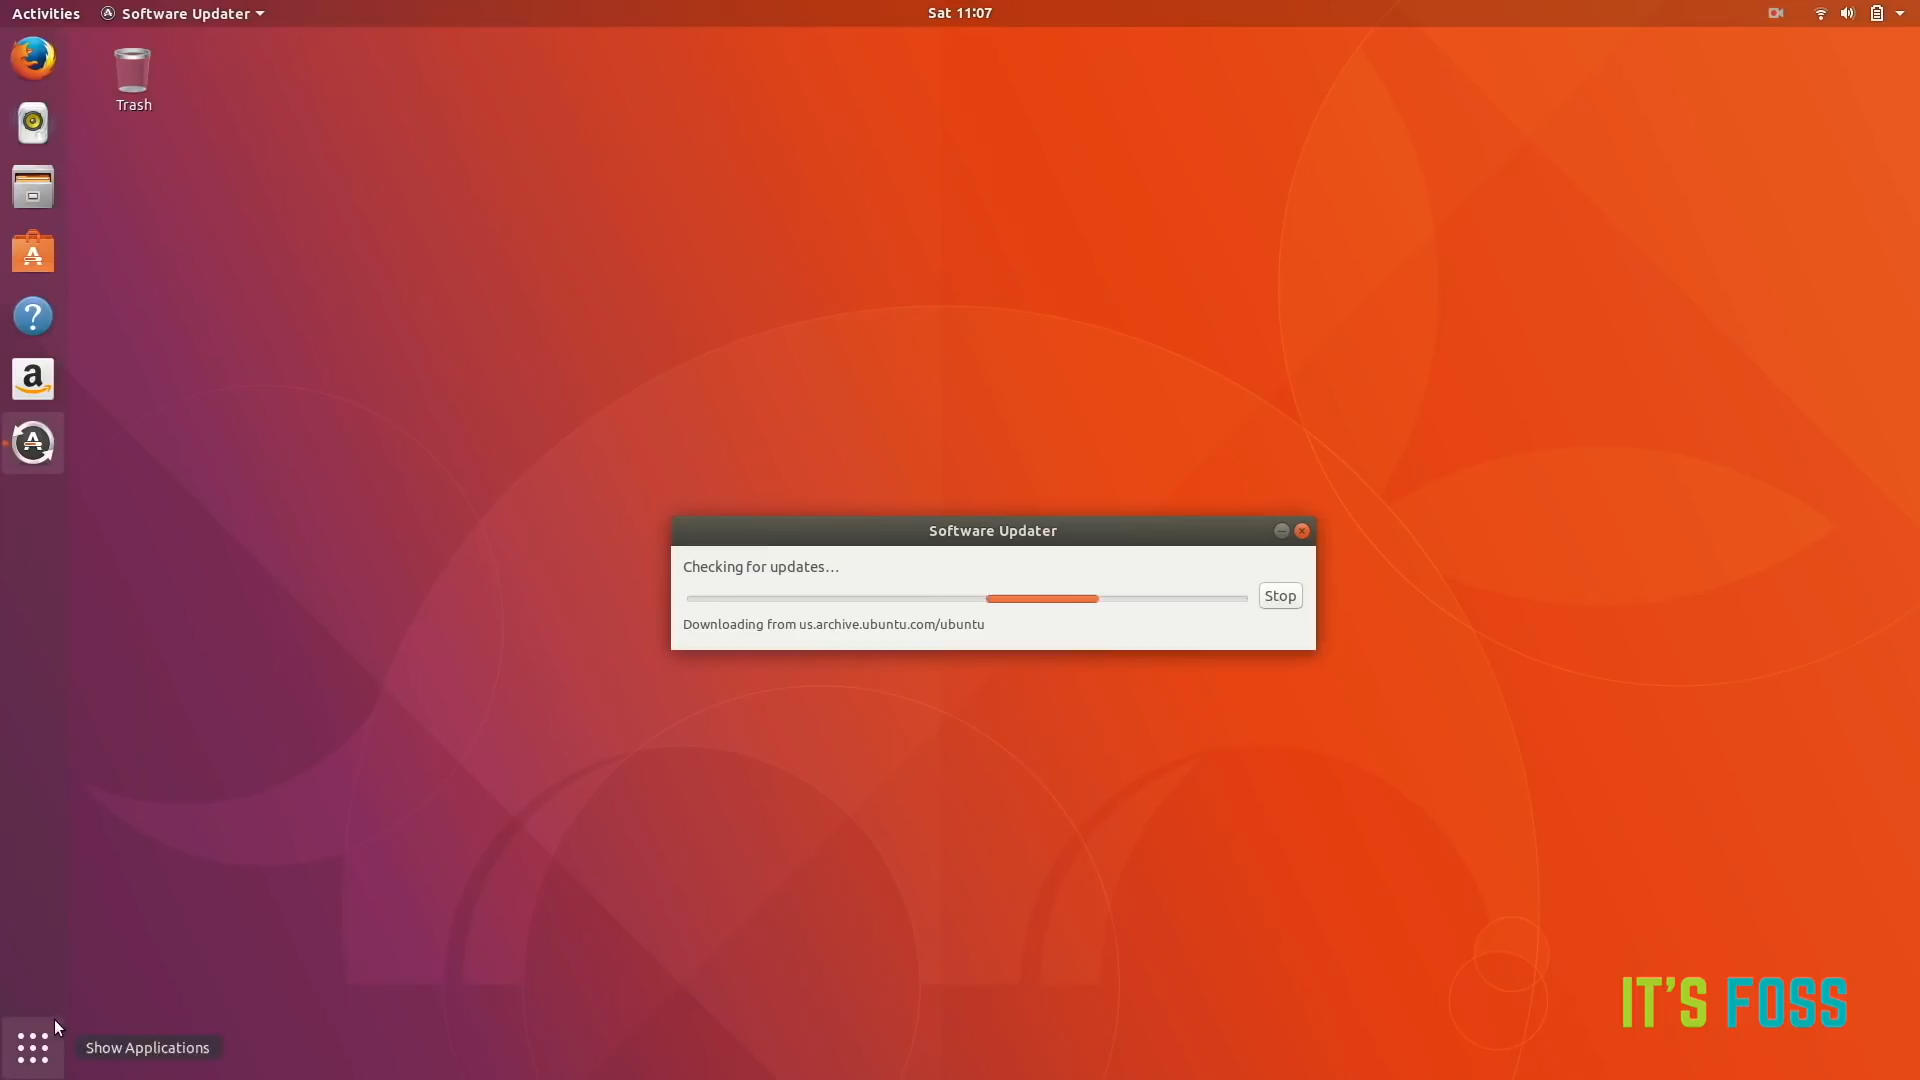 Activities
Software Updater
Sat 11:07
Trash
Software Updater
Checking for updates…
Stop
Downloading from us.archive.ubuntu.com/ubuntu
IT'S FOSS
Show Applications